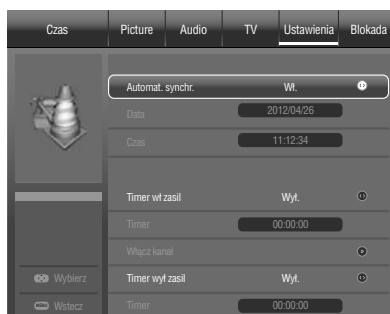 Czas Picture Audio TV Ustawienia Blokada
Automat. synchr. Wł.
Data 2012/04/26
Czas 11:12:34
Timer wł zasil Wył.
Timer 00:00:00
Włącz kanał
Wybierz Timer wył zasil Wył.
MENU Wstecz Timer 00:00:00